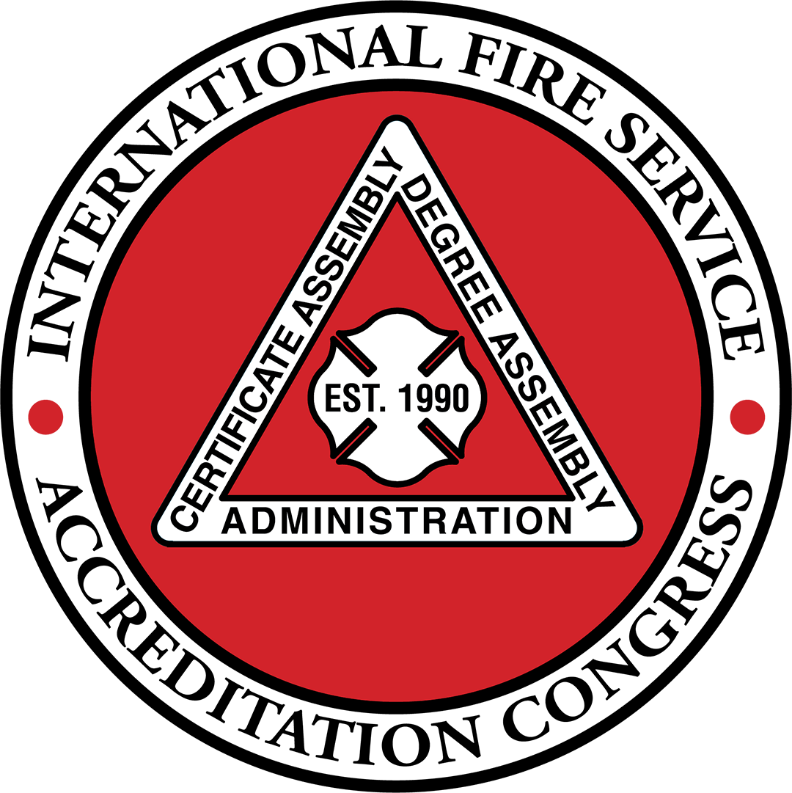 INTERNATIONAL FIRE SERVICE
ACCREDITATION CONGRESS
CERTIFICATE ASSEMBLY
DEGREE ASSEMBLY
EST. 1990
ADMINISTRATION